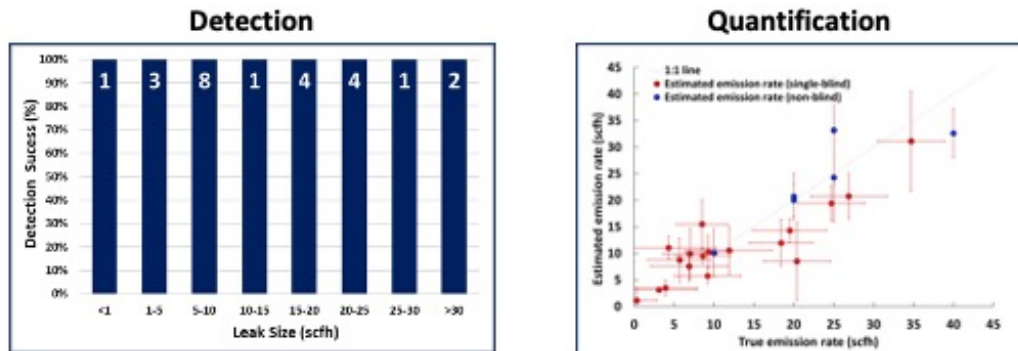 Detection
100%
90%
80%
70%
60%
50%
40%
30%
20%
10%
0%
Detection Sucess (%)
1 3 8 1 4 4 1 2
<1 1-5 5-10 10-15 15-20 20-25 25-30 >30
Leak Size (scfh)
Quantification
1:1 line
Estimated emission rate (single-blind)
Estimated emission rate (non-blind)
Estimated emission rate (scfh)
45
40
35
30
25
20
15
10
5
0
0 5 10 15 20 25 30 35 40 45
True emission rate (scfh)